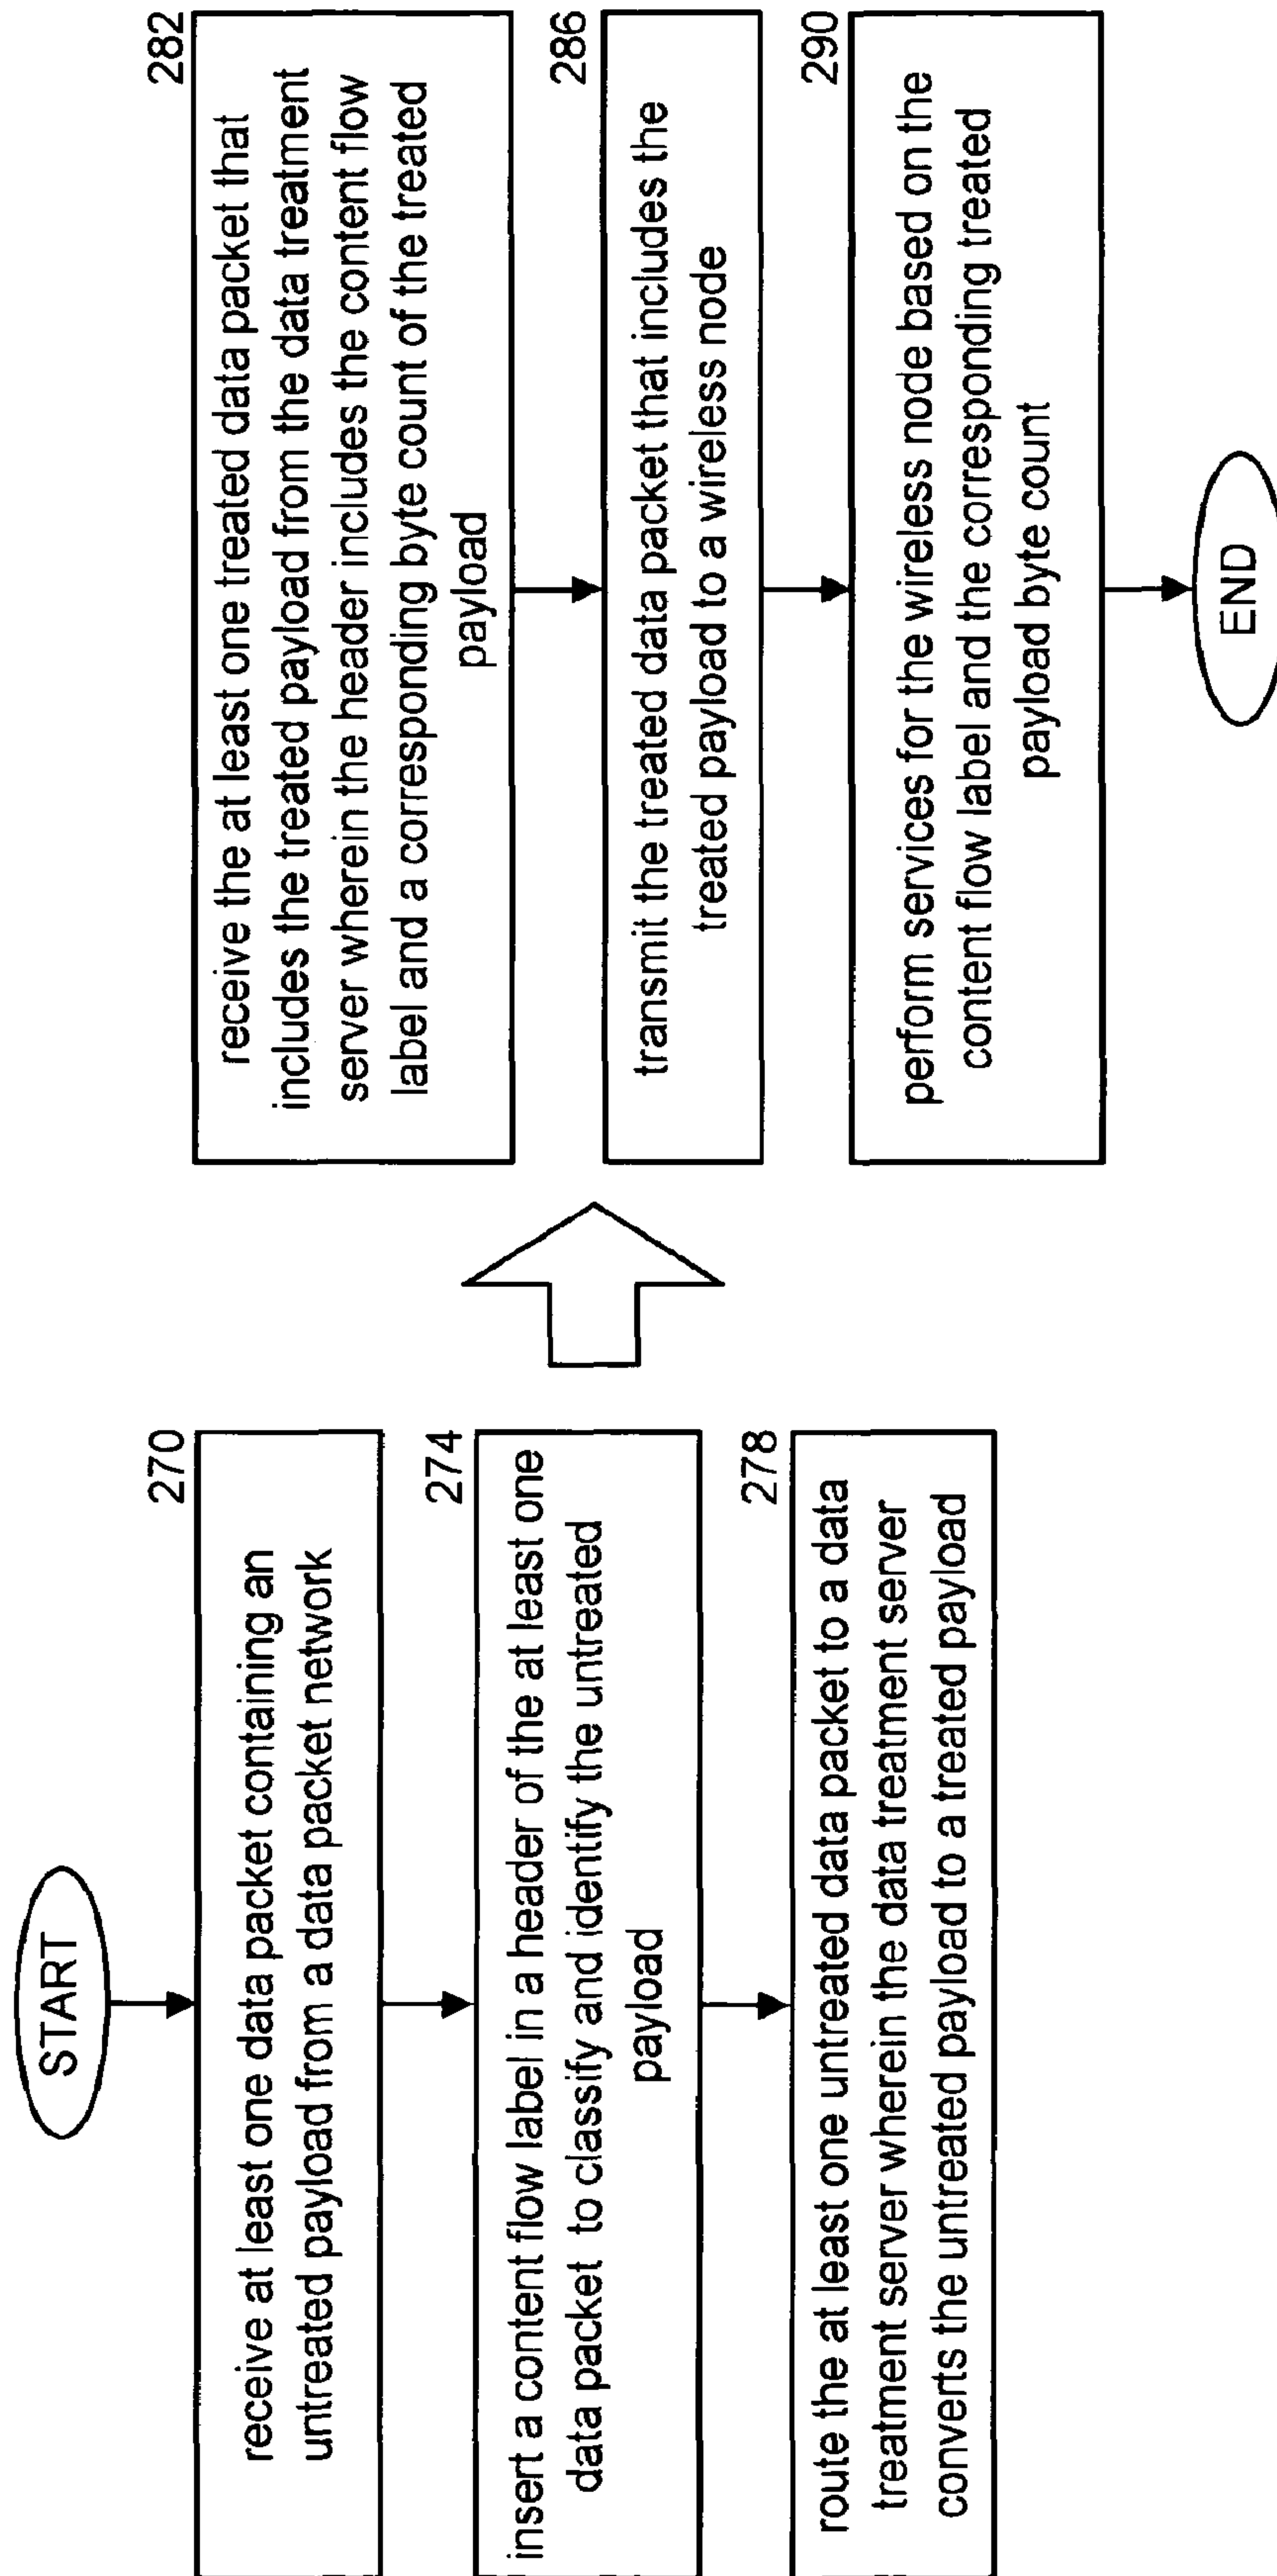 START
270
receive at least one data packet containing an
untreated payload from a data packet network
274
insert a content flow label in a header of the at least one
data packet to classify and identify the untreated
payload
278
route the at least one untreated data packet to a data
treatment server wherein the data treatment server
converts the untreated payload to a treated payload
282
receive the at least one treated data packet that
includes the treated payload from the data treatment
server wherein the header includes the content flow
label and a corresponding byte count of the treated
payload
286
transmit the treated data packet that includes the
treated payload to a wireless node
290
perform services for the wireless node based on the
content flow label and the corresponding treated
payload byte count
END